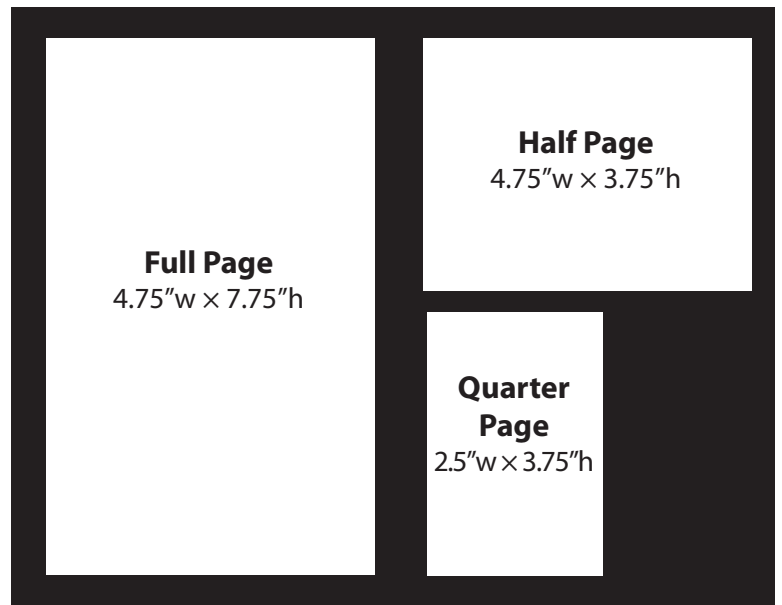 Full Page
4.75”w × 7.75”h
Half Page
4.75”w × 3.75”h
Quarter
Page
2.5”w × 3.75”h